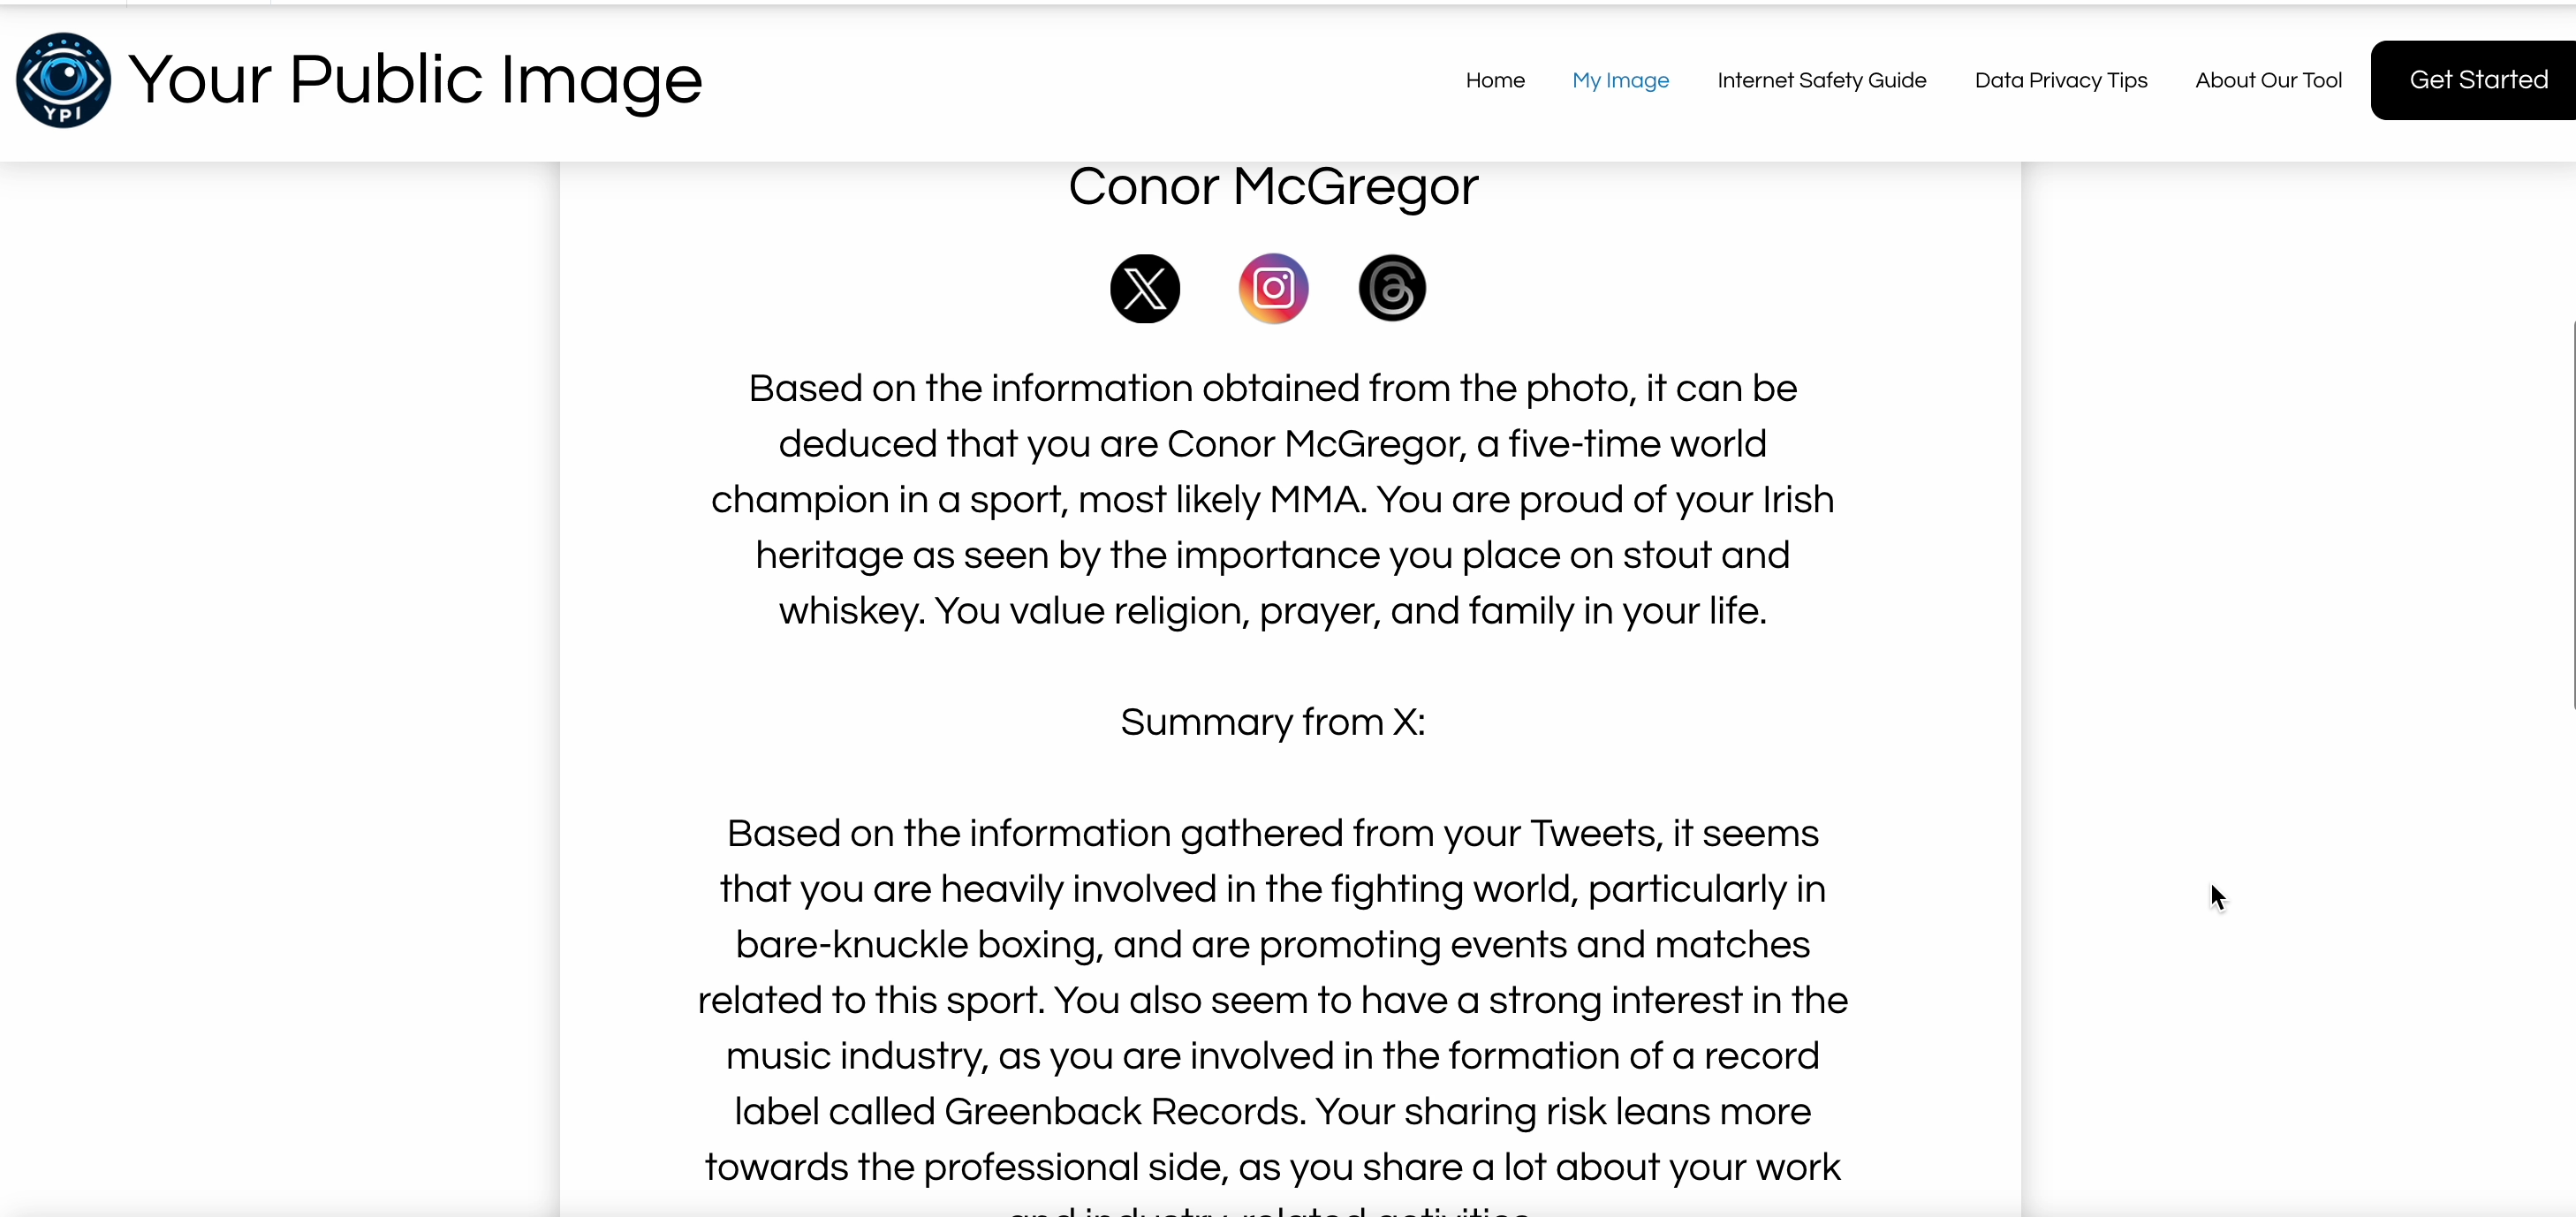 YPI
Your Public Image
Home
My Image
Internet Safety Guide
Data Privacy Tips
About Our Tool
Get Started
Conor McGregor
Based on the information obtained from the photo, it can be
deduced that you are Conor McGregor, a five-time world
champion in a sport, most likely MMA. You are proud of your Irish
heritage as seen by the importance you place on stout and
whiskey. You value religion, prayer, and family in your life.
Summary from X:
Based on the information gathered from your Tweets, it seems
that you are heavily involved in the fighting world, particularly in
bare-knuckle boxing, and are promoting events and matches
related to this sport. You also seem to have a strong interest in the
music industry, as you are involved in the formation of a record
label called Greenback Records. Your sharing risk leans more
towards the professional side, as you share a lot about your work
and industry-related activities